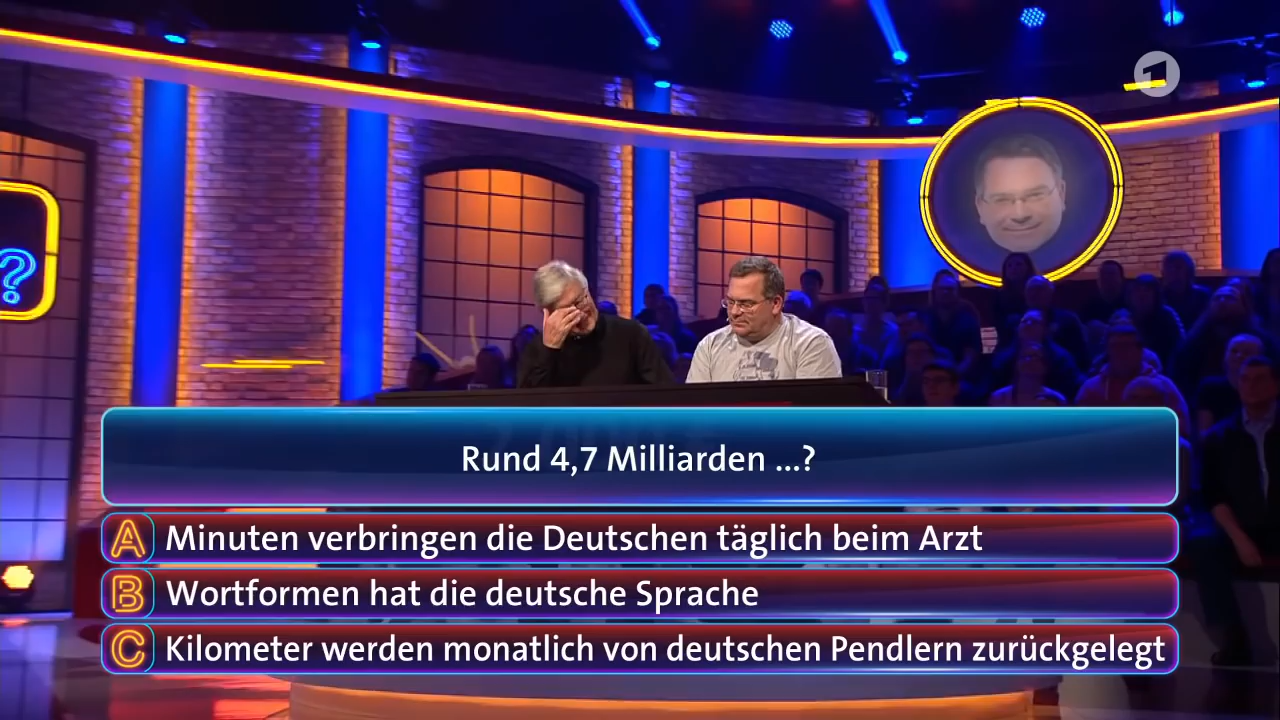 Rund 4,7 Milliarden ...?
A Minuten verbringen die Deutschen täglich beim Arzt
B Wortformen hat die deutsche Sprache
C Kilometer werden monatlich von deutschen Pendlern zurückgelegt
1
?